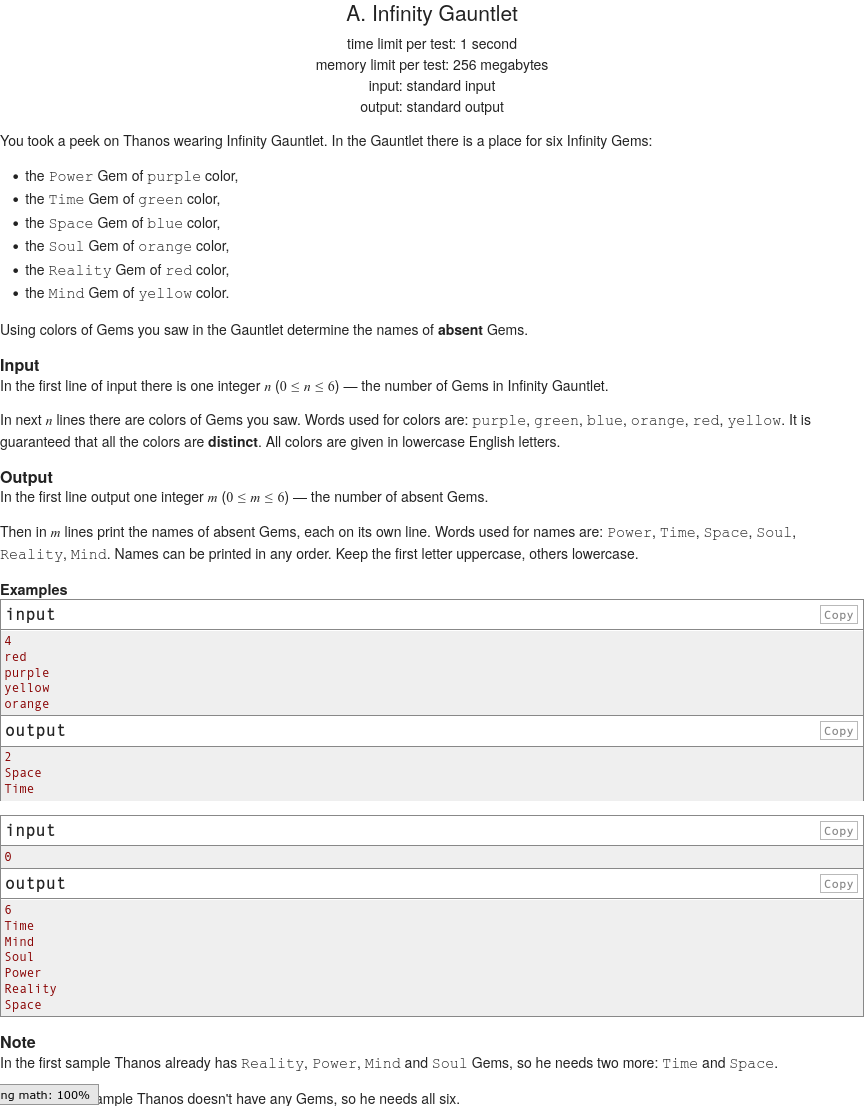 A. Infinity Gauntlet
time limit per test: 1 second
memory limit per test: 256 megabytes
input: standard input
output: standard output
You took a peek on Thanos wearing Infinity Gauntlet. In the Gauntlet there is a place for six Infinity Gems:
• the Power Gem of purple color,
• the Time Gem of green color,
• the Space Gem of blue color,
• the Soul Gem of orange color,
• the Reality Gem of red color,
• the Mind Gem of yellow color.
Using colors of Gems you saw in the Gauntlet determine the names of absent Gems.
Input
In the first line of input there is one integer n (0 ≤ n ≤ 6) — the number of Gems in Infinity Gauntlet.
In next n lines there are colors of Gems you saw. Words used for colors are: purple, green, blue, orange, red, yellow. It is
guaranteed that all the colors are distinct. All colors are given in lowercase English letters.
Output
In the first line output one integer m (0 ≤ m ≤ 6) — the number of absent Gems.
Then in m lines print the names of absent Gems, each on its own line. Words used for names are: Power, Time, Space, Soul,
Reality, Mind. Names can be printed in any order. Keep the first letter uppercase, others lowercase.
Examples
input Copy
4
red
purple
yellow
orange
output Copy
2
Space
Time
input Copy
0
output Copy
6
Time
Mind
Soul
Power
Reality
Space
Note
In the first sample Thanos already has Reality, Power, Mind and Soul Gems, so he needs two more: Time and Space.
ng math: 100% ample Thanos doesn't have any Gems, so he needs all six.